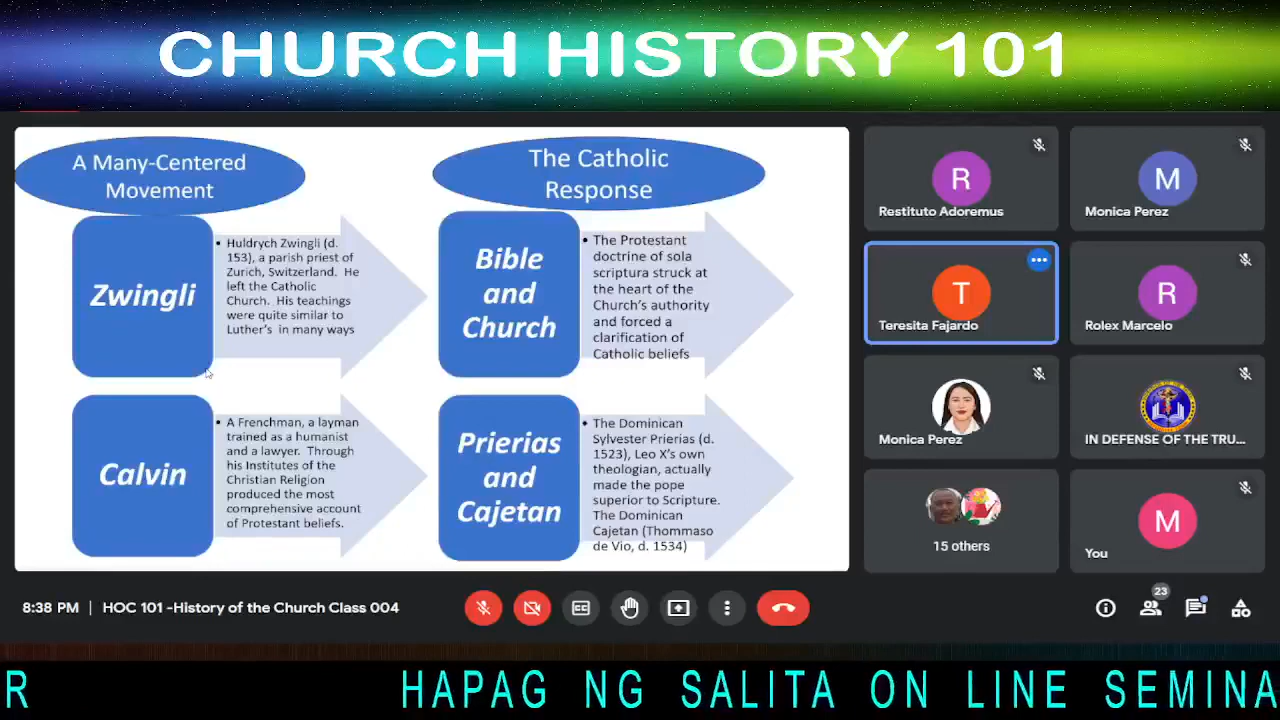 CHURCH HISTORY 101
A Many-Centered
Movement
Zwingli
• Huldrych Zwingli (d.
153), a parish priest of
Zurich, Switzerland. He
left the Catholic
Church. His teachings
were quite similar to
Luther's in many ways
Calvin
• A Frenchman, a layman
trained as a humanist
and a lawyer. Through
his Institutes of the
Christian Religion
produced the most
comprehensive account
of Protestant beliefs.
The Catholic
Response
Bible
and
Church
• The Protestant
doctrine of sola
scriptura struck at
the heart of the
Church's authority
and forced a
clarification of
Catholic beliefs
Prierias
and
Cajetan
• The Dominican
Sylvester Prierias (d.
1523), Leo X's own
theologian, actually
made the pope
superior to Scripture.
The Dominican
Cajetan (Thommaso
de Vio, d. 1534)
R
Restituto Adoremus
M
Monica Perez
T
Teresita Fajardo
R
Rolex Marcelo
Monica Perez
IN DEFENSE OF THE TRU...
15 others
M
You
8:38 PM | HOC 101 -History of the Church Class 004
CC
23
R HAPAG NG SALITA ON LINE SEMINA